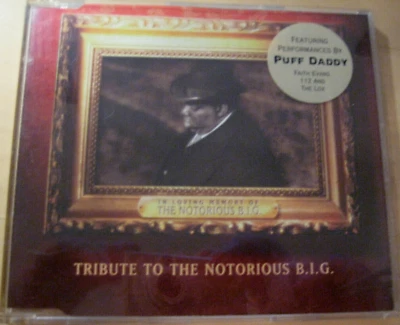 FEATURING
PERFORMANCES BY
PUFF DADDY
FAITH EVANS,
112 AND
THE LOX
IN LOVING MEMORY OF
THE NOTORIOUS B.I.G.
TRIBUTE TO THE NOTORIOUS B.I.G.